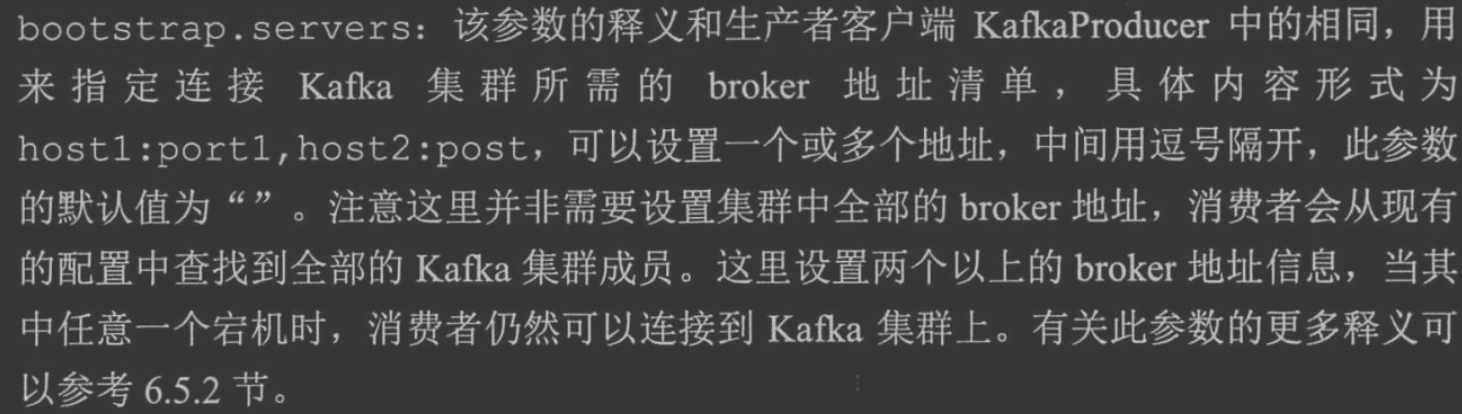 bootstrap.servers：该参数的释义和生产者客户端 KafkaProducer 中的相同，用
来指定连接 Kafka 集群所需的 broker 地址清单，具体内容形式为
host1:port1,host2:post，可以设置一个或多个地址，中间用逗号隔开，此参数
的默认值为“”。注意这里并非需要设置集群中全部的 broker 地址，消费者会从现有
的配置中查找到全部的 Kafka 集群成员。这里设置两个以上的 broker 地址信息，当其
中任意一个宕机时，消费者仍然可以连接到 Kafka 集群上。有关此参数的更多释义可
以参考 6.5.2 节。